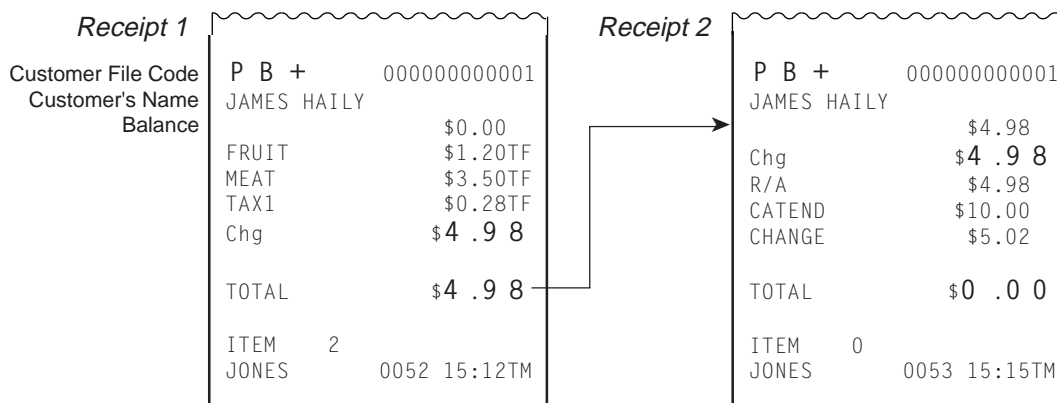 Receipt 1
Customer File Code
Customer's Name
Balance
P B + 000000000001
JAMES HAILY
$0.00
FRUIT $1.20TF
MEAT $3.50TF
TAX1 $0.28TF
Chg $4.98
TOTAL $4.98
ITEM 2
JONES 0052 15:12TM
Receipt 2
P B + 000000000001
JAMES HAILY
$4.98
Chg $4.98
R/A $4.98
CATEND $10.00
CHANGE $5.02
TOTAL $0.00
ITEM 0
JONES 0053 15:15TM